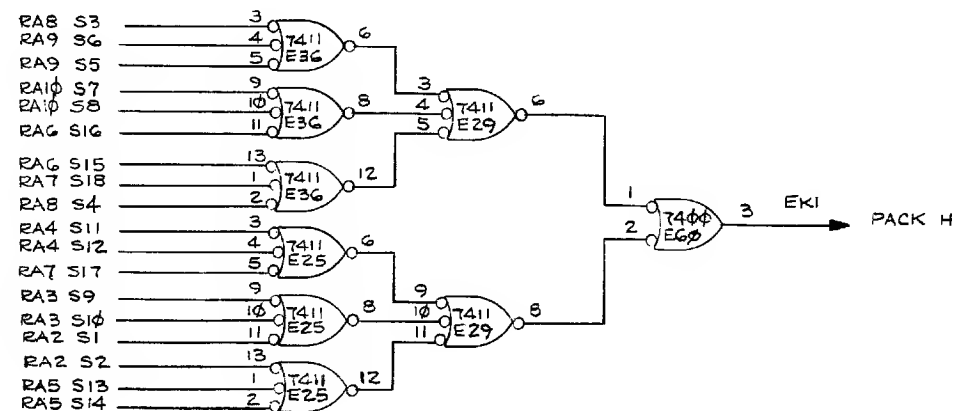 RA8 S3 3
RA9 S6 4 7411 6
RA9 S5 5 E36
RA1Ø S7 9
RA1Ø S8 1Ø 7411 8
RA6 S16 11 E36
3
4 7411 6
5 E29
RA6 S15 13
RA7 S18 1 7411 12
RA8 S4 2 E36
1
2 74ØØ 3 EK1 PACK H
E6Ø
RA4 S11 3
RA4 S12 4 7411 6
RA7 S17 5 E25
RA3 S9 9
RA3 S1Ø 1Ø 7411 8
RA2 S1 11 E25
9
1Ø 7411 8
11 E29
RA2 S2 13
RA5 S13 1 7411 12
RA5 S14 2 E25